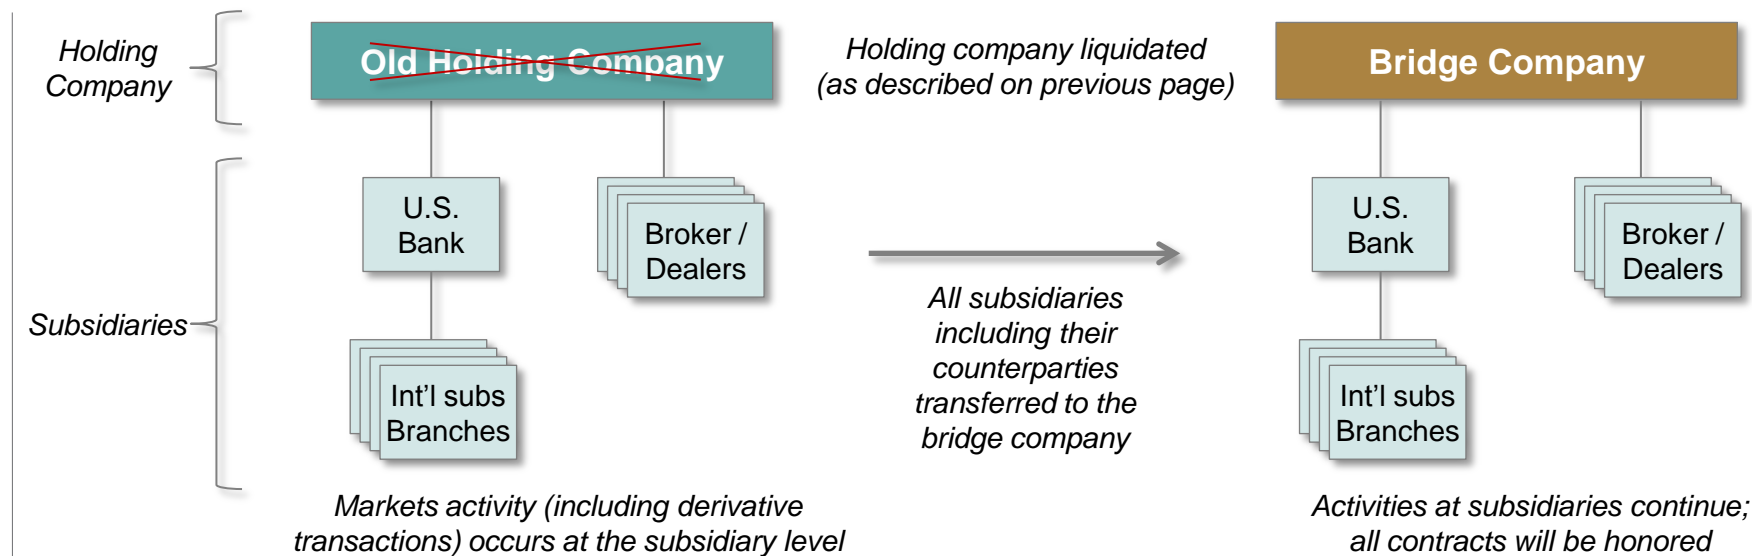 Holding
Company
Old Holding Company
Holding company liquidated
(as described on previous page)
Bridge Company
Subsidiaries
U.S.
Bank
Broker /
Dealers
Int'l subs
Branches
All subsidiaries
including their
counterparties
transferred to the
bridge company
U.S.
Bank
Broker /
Dealers
Int'l subs
Branches
Markets activity (including derivative
transactions) occurs at the subsidiary level
Activities at subsidiaries continue;
all contracts will be honored